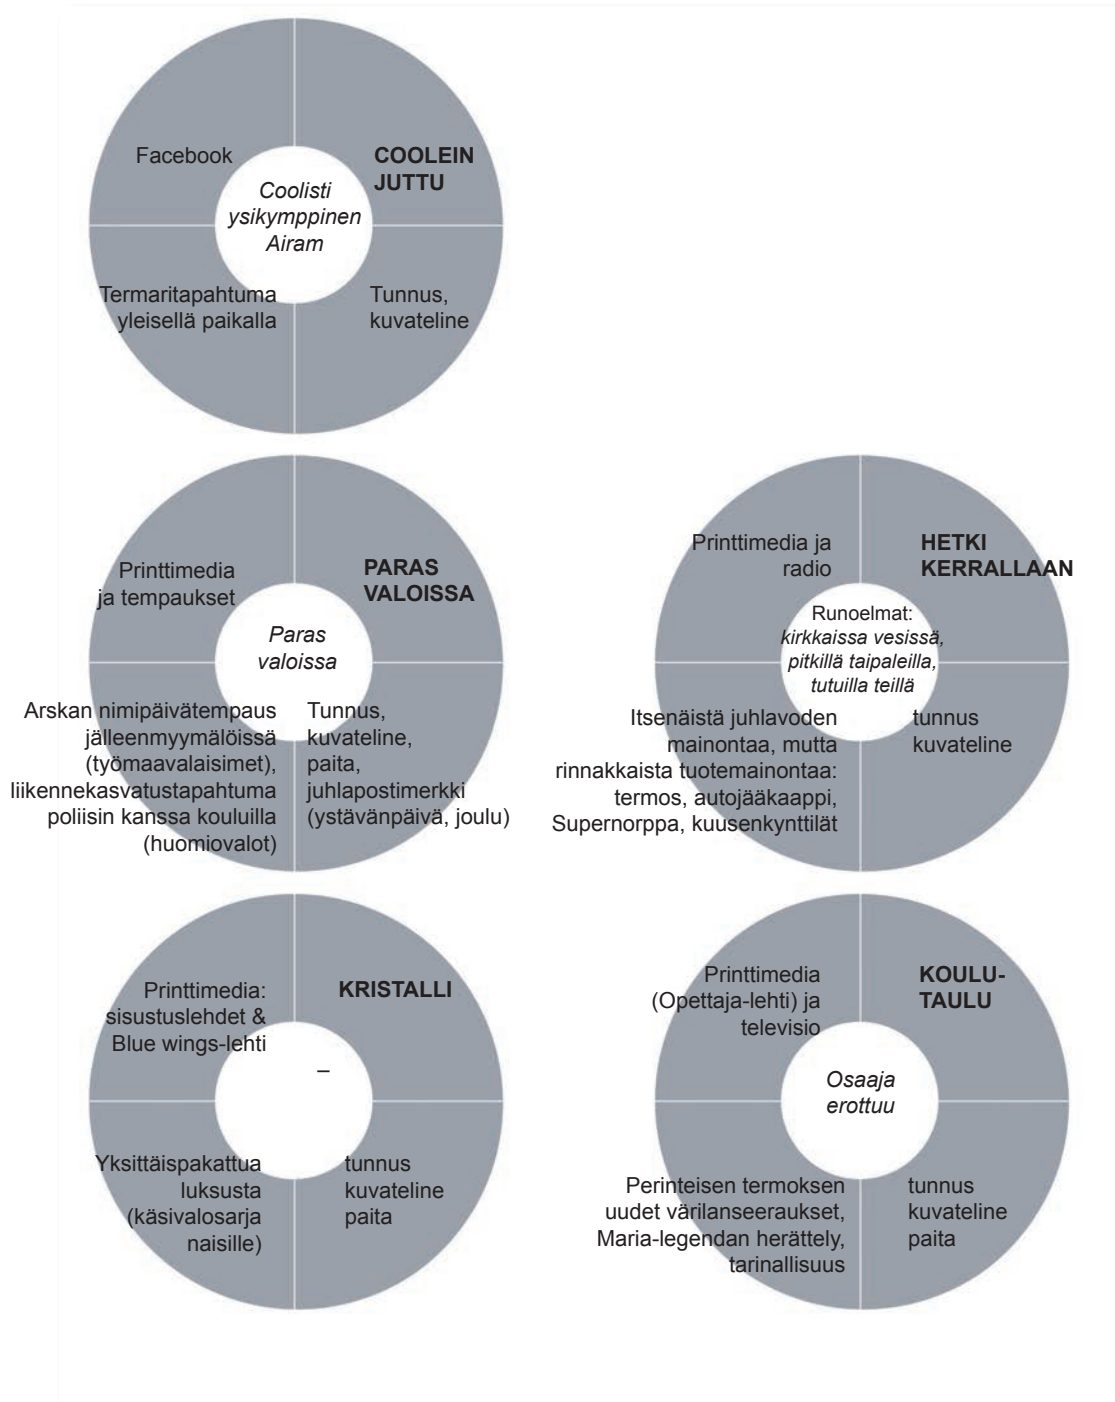 Facebook
COOLEIN
JUTTU
Coolisti
ysikymppinen
Airam
Termaritapahtuma
yleisellä paikalla
Tunnus,
kuvateline
Printtimedia
ja tempaukset
PARAS
VALOISSA
Paras
valoissa
Arskan nimipäivätempaus
jälleenmyymälöissä
(työmaavalaisimet),
liikennekasvatustapahtuma
poliisin kanssa kouluilla
(huomiovalot)
Tunnus,
kuvateline,
paita,
juhlapostimerkki
(ystävänpäivä, joulu)
Printtimedia ja
radio
HETKI
KERRALLAAN
Runoelmat:
kirkkaissa vesissä,
pitkillä taipaleilla,
tutuilla teillä
Itsenäistä juhlavoden
mainontaa, mutta
rinnakkaista tuotemainontaa:
termos, autojääkaappi,
Supernorppa, kuusenkynttilät
tunnus
kuvateline
Printtimedia:
sisustuslehdet &
Blue wings-lehti
KRISTALLI
–
Yksittäispakattua
luksusta
(käsivalosarja
naisille)
tunnus
kuvateline
paita
Printtimedia
(Opettaja-lehti) ja
televisio
KOULU-
TAULU
Osaaja
erottuu
Perinteisen termoksen
uudet värilanseeraukset,
Maria-legendan herättely,
tarinallisuus
tunnus
kuvateline
paita